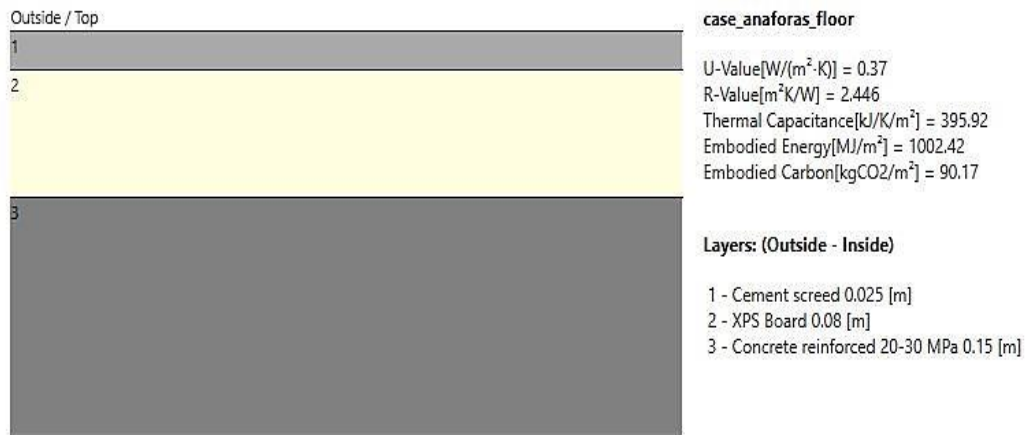 Outside / Top
1
2
3
case_anaforas_floor
U-Value[W/(m²·K)] = 0.37
R-Value[m²K/W] = 2.446
Thermal Capacitance[kJ/K/m²] = 395.92
Embodied Energy[MJ/m²] = 1002.42
Embodied Carbon[kgCO2/m²] = 90.17
Layers: (Outside - Inside)
1 - Cement screed 0.025 [m]
2 - XPS Board 0.08 [m]
3 - Concrete reinforced 20-30 MPa 0.15 [m]